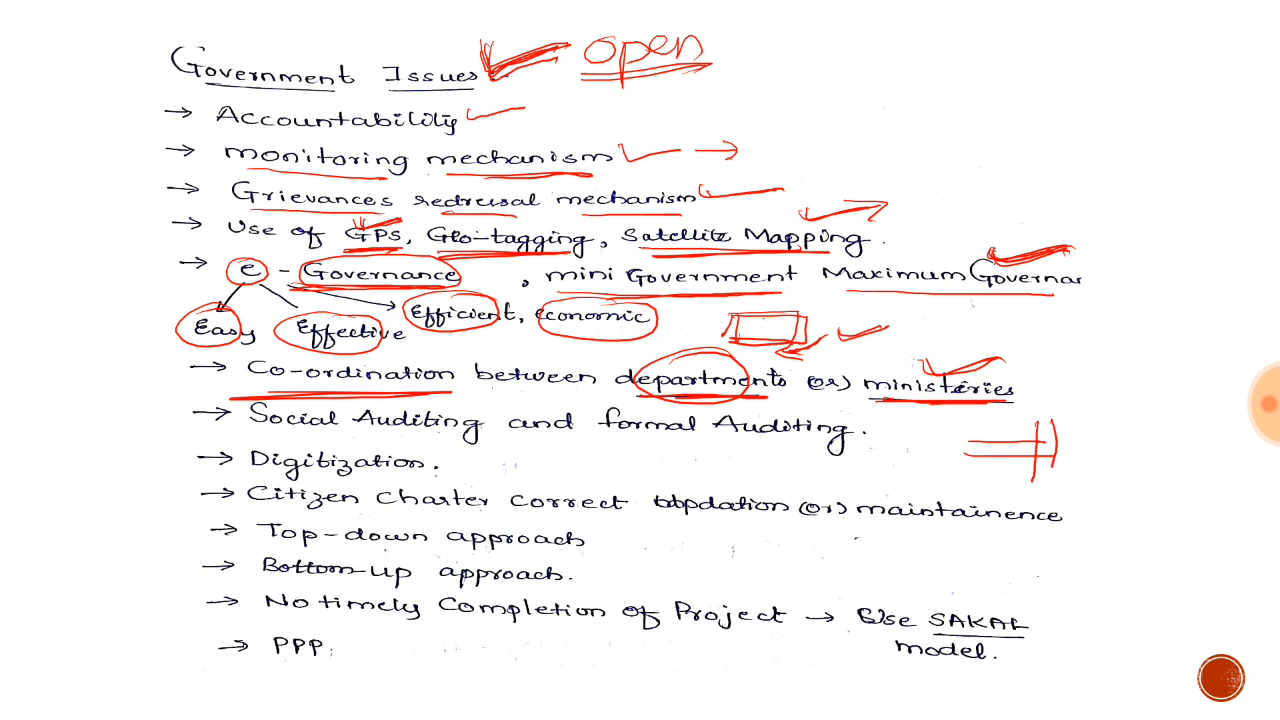 Government Issues open
→ Accountability
→ monitoring mechanism →
→ Grievances redressal mechanism
→ Use of GPS, Geo-tagging, Satellite Mapping.
→ e - Governance, mini Government Maximum Governan
Easy Effective Efficient, economic
→ Co-ordination between departments (or) ministeries
→ Social Auditing and formal Auditing.
→ Digitization.
→ Citizen charter correct updation (or) maintainence
→ Top-down approach
→ Bottom-up approach.
→ No timely Completion of Project → Use SAKAL
model.
→ PPP.